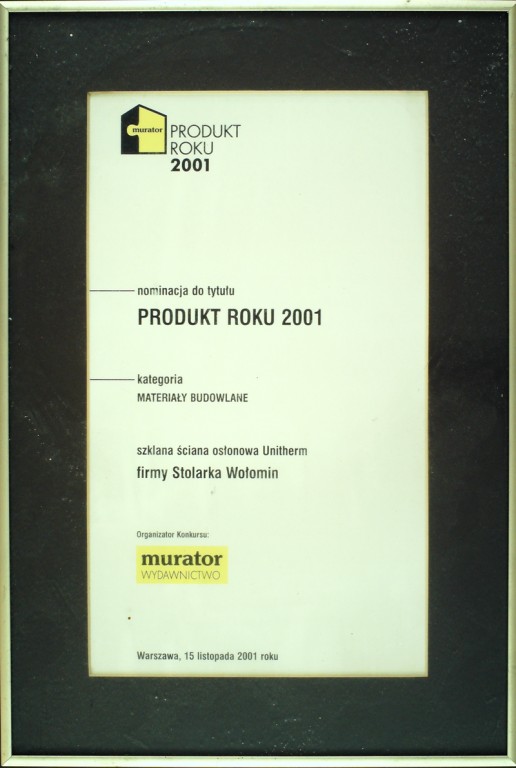 murator
PRODUKT
ROKU
2001
nominacja do tytułu
PRODUKT ROKU 2001
kategoria
MATERIAŁY BUDOWLANE
szklana ściana osłonowa Unitherm
firmy Stolarka Wołomin
Organizator Konkursu:
murator
WYDAWNICTWO
Warszawa, 15 listopada 2001 roku